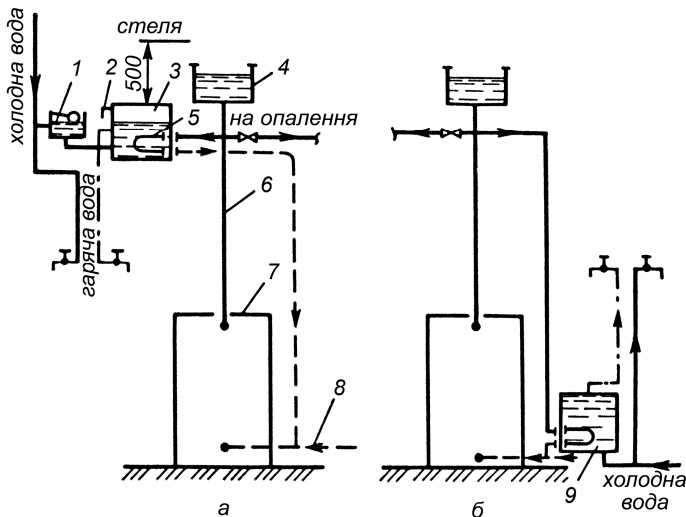 стеля
холодна вода
1
2
500
3
4
5
на опалення
6
гаряча вода
7
8
9
холодна
вода
а
б